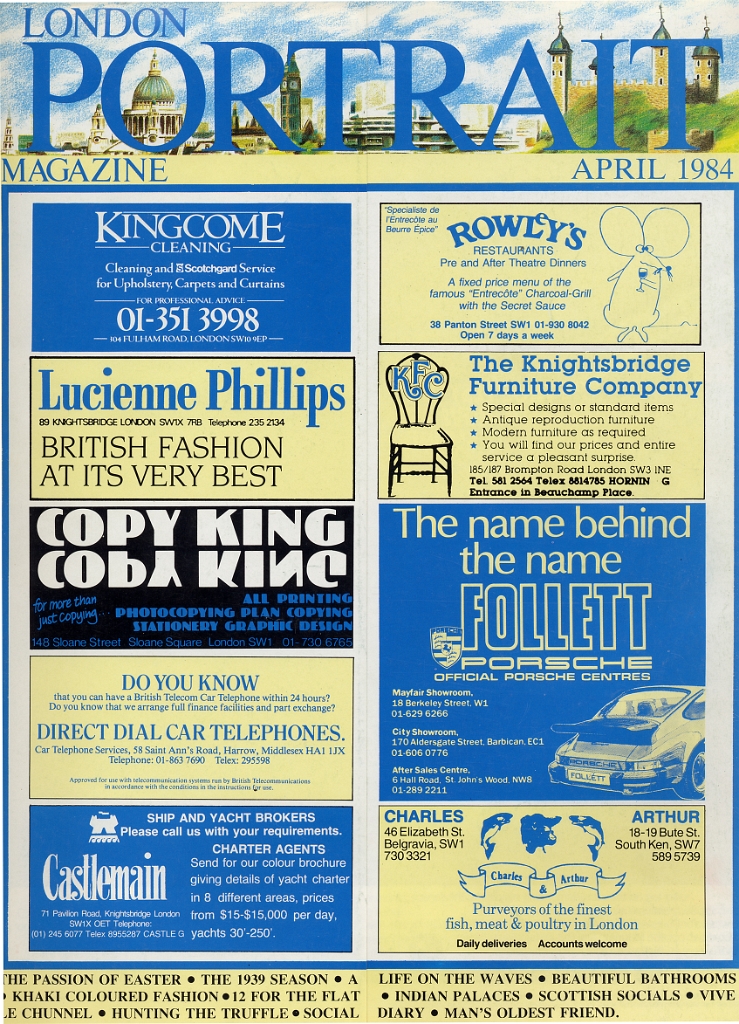 LONDON
PORTRAIT
MAGAZINE
APRIL 1984
KINGCOME
CLEANING
Cleaning and Scotchgard Service
for Upholstery, Carpets and Curtains
FOR PROFESSIONAL ADVICE
01-351 3998
104 FULHAM ROAD, LONDON SW10 9EP
Lucienne Phillips
89 KNIGHTSBRIDGE LONDON SW1X 7RB Telephone 235 2134
BRITISH FASHION
AT ITS VERY BEST
COPY KING
COPY KING
for more than
just copying...
ALL PRINTING
PHOTOCOPYING PLAN COPYING
STATIONERY GRAPHIC DESIGN
148 Sloane Street Sloane Square London SW1 01-730 6765
DO YOU KNOW
that you can have a British Telecom Car Telephone within 24 hours?
Do you know that we arrange full finance facilities and part exchange?
DIRECT DIAL CAR TELEPHONES.
Car Telephone Services, 58 Saint Ann's Road, Harrow, Middlesex HA1 1JX
Telephone: 01-863 7690 Telex: 295598
Approved for use with telecommunication systems run by British Telecommunications
in accordance with the conditions in the instructions for use.
SHIP AND YACHT BROKERS
Please call us with your requirements.
Castlemain
CHARTER AGENTS
Send for our colour brochure
giving details of yacht charter
in 8 different areas, prices
from $15-$15,000 per day,
yachts 30'-250'.
71 Pavilion Road, Knightsbridge London
SW1X OET Telephone:
(01) 245 6077 Telex 8955287 CASTLE G
"Specialiste de
l'Entrecôte au
Beurre Épice"
ROWLEY'S
RESTAURANTS
Pre and After Theatre Dinners
A fixed price menu of the
famous "Entrecôte" Charcoal-Grill
with the Secret Sauce
38 Panton Street SW1 01-930 8042
Open 7 days a week
KFC
The Knightsbridge
Furniture Company
★ Special designs or standard items
★ Antique reproduction furniture
★ Modern furniture as required
★ You will find our prices and entire
service a pleasant surprise.
185/187 Brompton Road London SW3 1NE
Tel. 581 2564 Telex 8814785 HORNIN G
Entrance in Beauchamp Place.
The name behind
the name
FOLLETT
PORSCHE
OFFICIAL PORSCHE CENTRES
Mayfair Showroom,
18 Berkeley Street, W1
01-629 6266
City Showroom,
170 Aldersgate Street, Barbican, EC1
01-606 0776
After Sales Centre,
6 Hall Road, St. John's Wood, NW8
01-289 2211
PORSCHE
FOLLETT
CHARLES
46 Elizabeth St.
Belgravia, SW1
730 3321
ARTHUR
18-19 Bute St.
South Ken, SW7
589 5739
Charles & Arthur
Purveyors of the finest
fish, meat & poultry in London
Daily deliveries Accounts welcome
THE PASSION OF EASTER • THE 1939 SEASON • A
• KHAKI COLOURED FASHION • 12 FOR THE FLAT
LE CHUNNEL • HUNTING THE TRUFFLE • SOCIAL
LIFE ON THE WAVES • BEAUTIFUL BATHROOMS
• INDIAN PALACES • SCOTTISH SOCIALS • VIVE
DIARY • MAN'S OLDEST FRIEND.